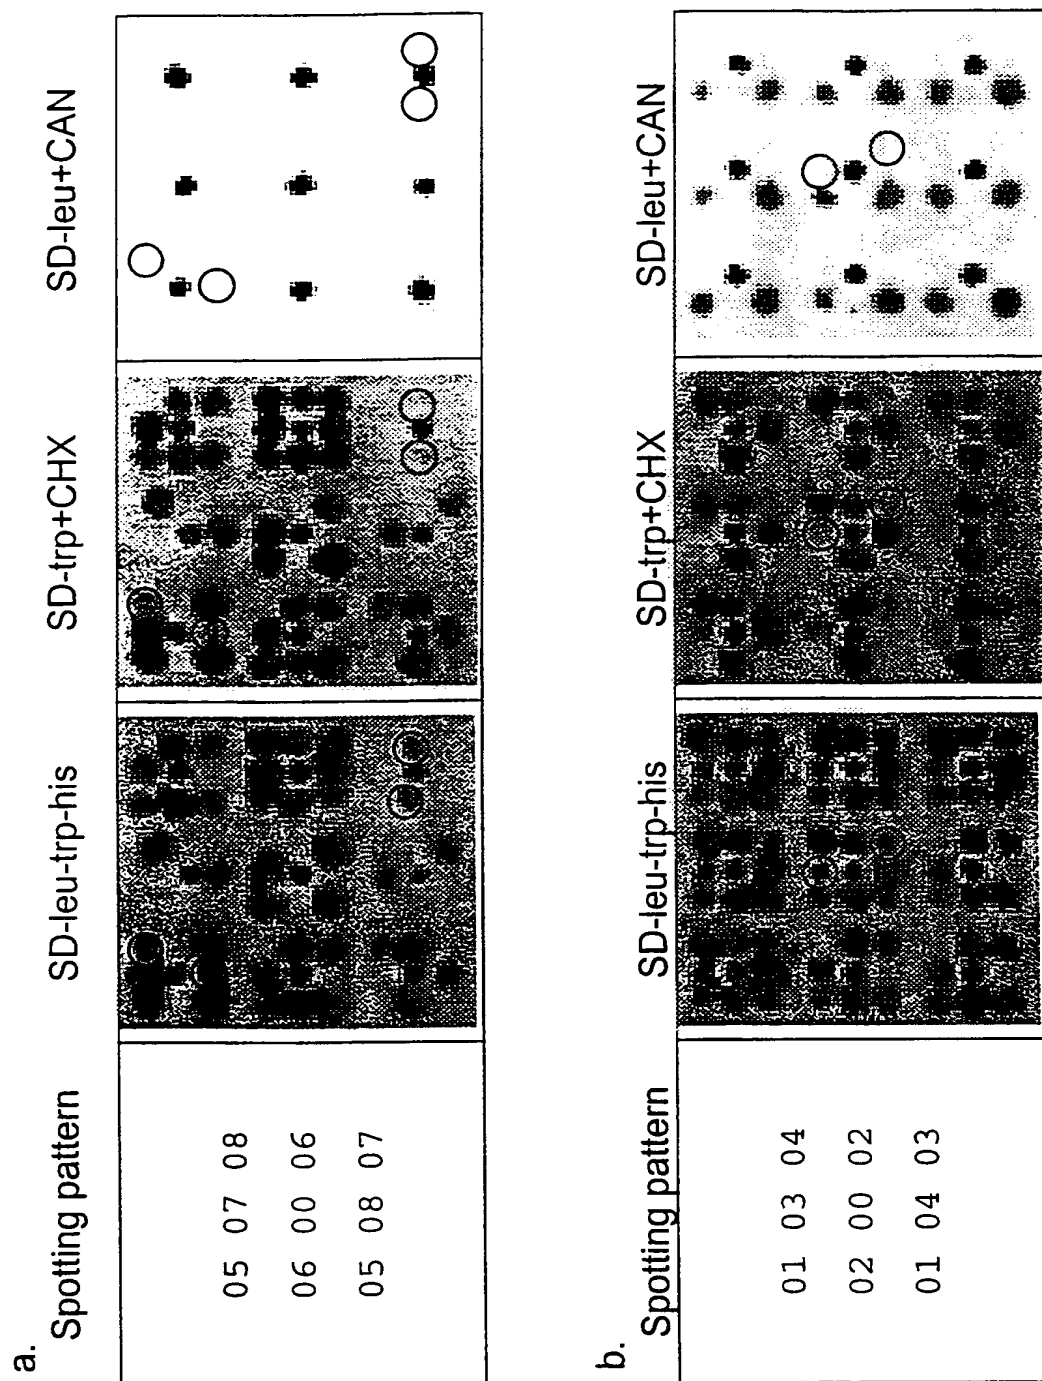 a.
Spotting pattern
SD-leu-trp-his
SD-trp+CHX
SD-leu+CAN
05 07 08
06 00 06
05 08 07
b.
Spotting pattern
SD-leu-trp-his
SD-trp+CHX
SD-leu+CAN
01 03 04
02 00 02
01 04 03